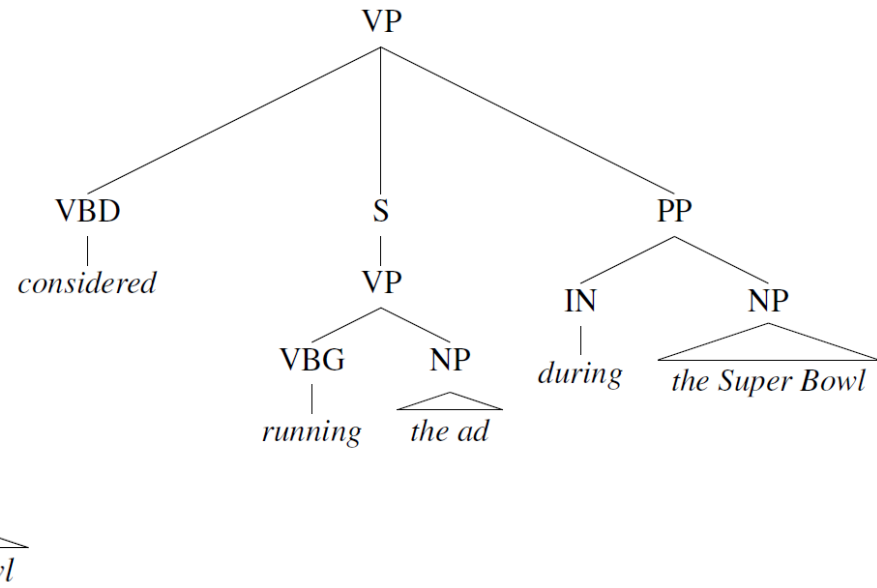 VP
VBD S PP
considered VP IN NP
VBG NP during the Super Bowl
running the ad